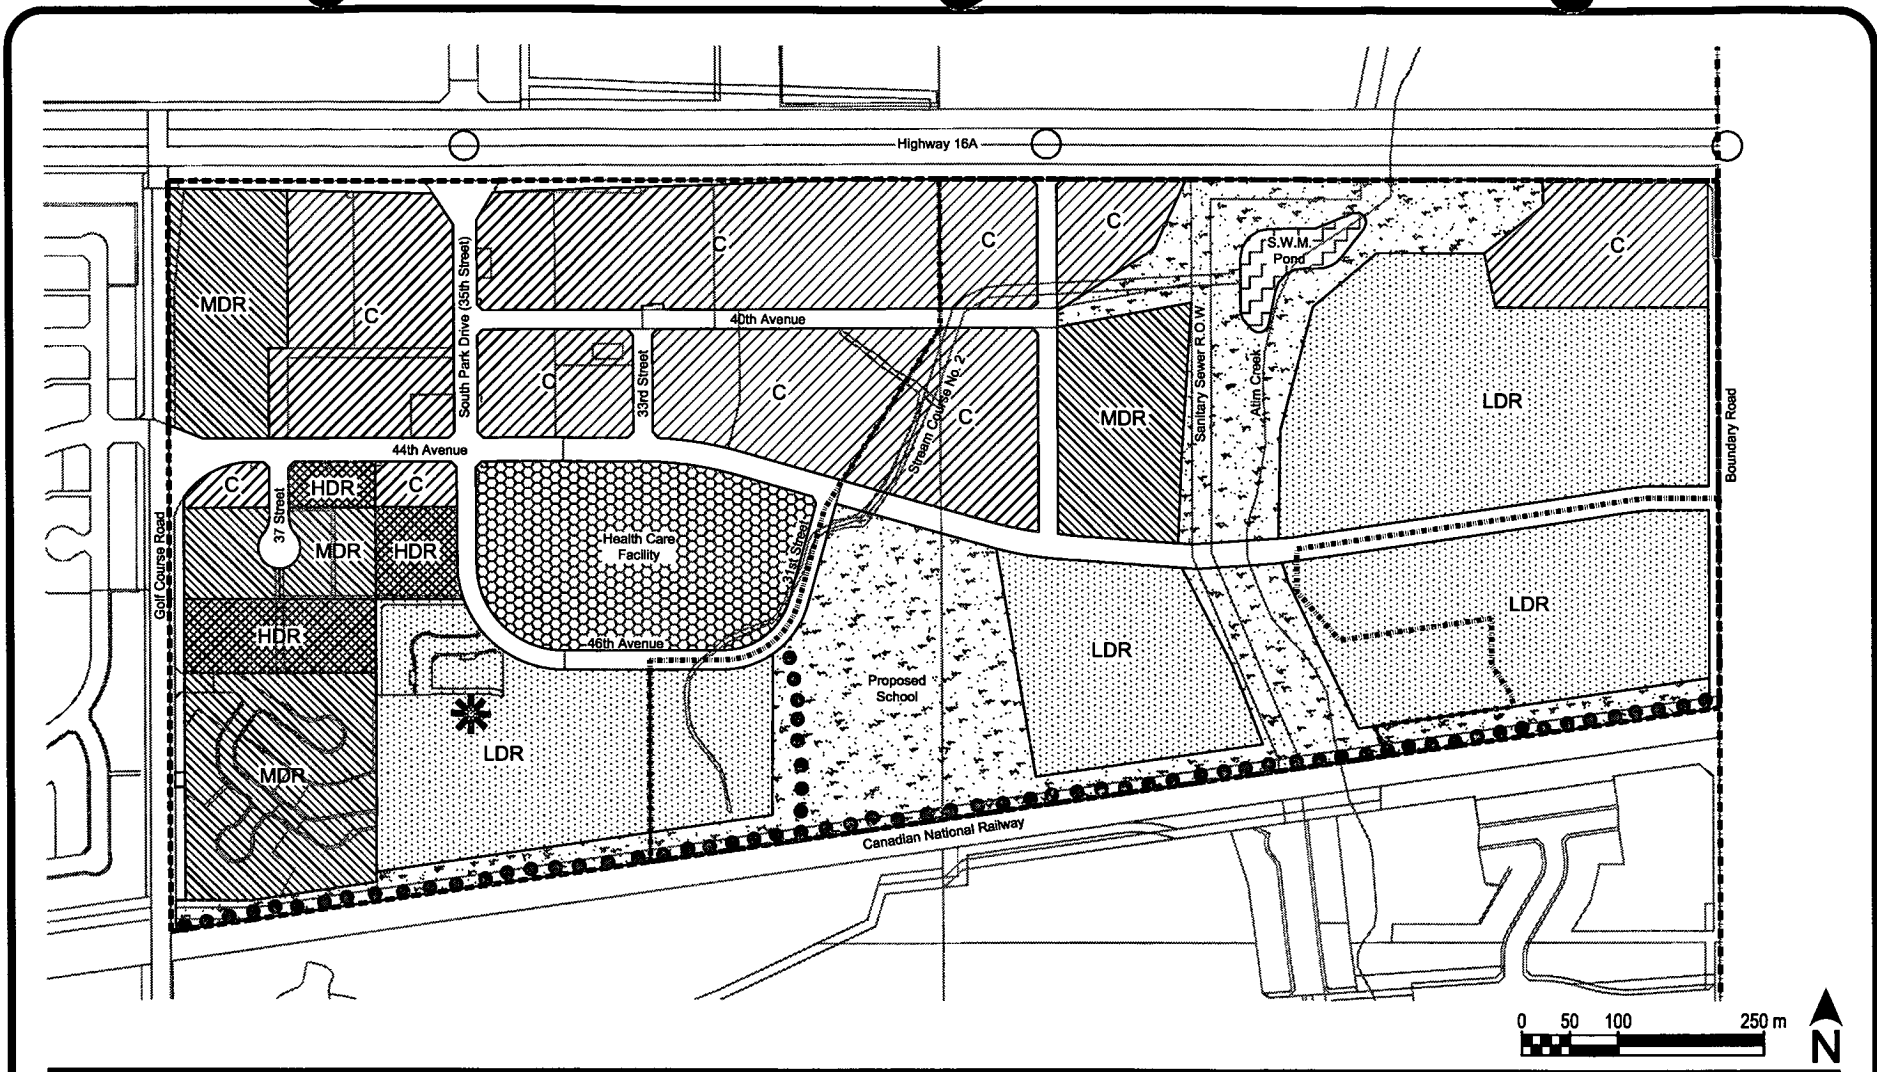 Highway 16A
C
C
C
C
S.W.M.
Pond
C
MDR
C
South Park Drive (35th Street)
40th Avenue
Sanitary Sewer R.O.W.
33rd Street
C
C
Stream Course No. 2
C
MDR
Atim Creek
LDR
Boundary Road
44th Avenue
C
HDR
C
37 Street
Golf Course Road
MDR
HDR
Health Care
Facility
31st Street
HDR
46th Avenue
LDR
LDR
Proposed
School
LDR
MDR
Canadian National Railway
0 50 100 250 m
N